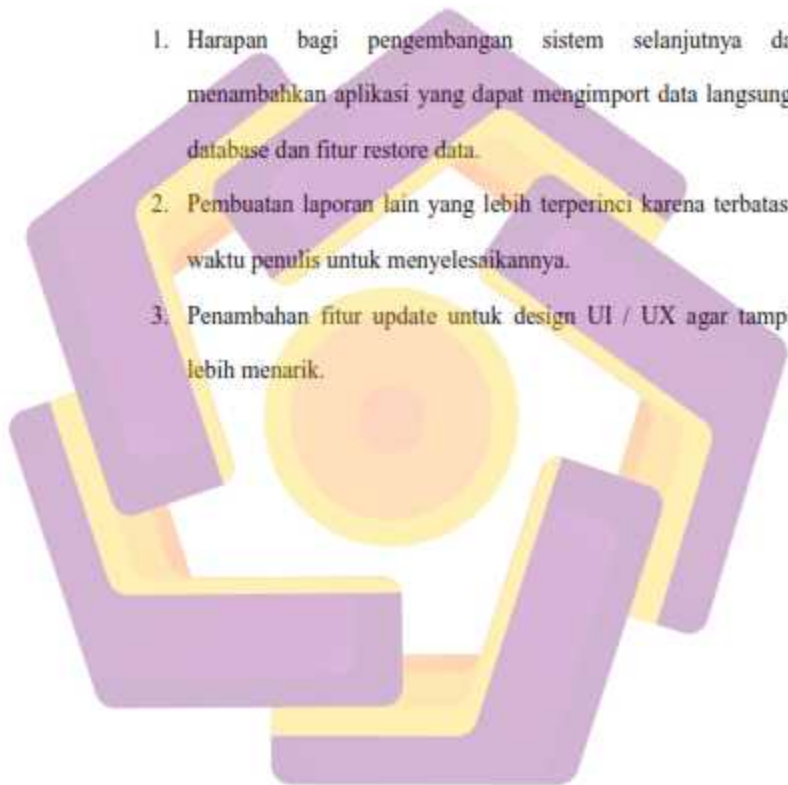 1. Harapan bagi pengembangan sistem selanjutnya da
menambahkan aplikasi yang dapat mengimport data langsung
database dan fitur restore data.
2. Pembuatan laporan lain yang lebih terperinci karena terbatas
waktu penulis untuk menyelesaikannya.
3. Penambahan fitur update untuk design UI / UX agar tamp
lebih menarik.